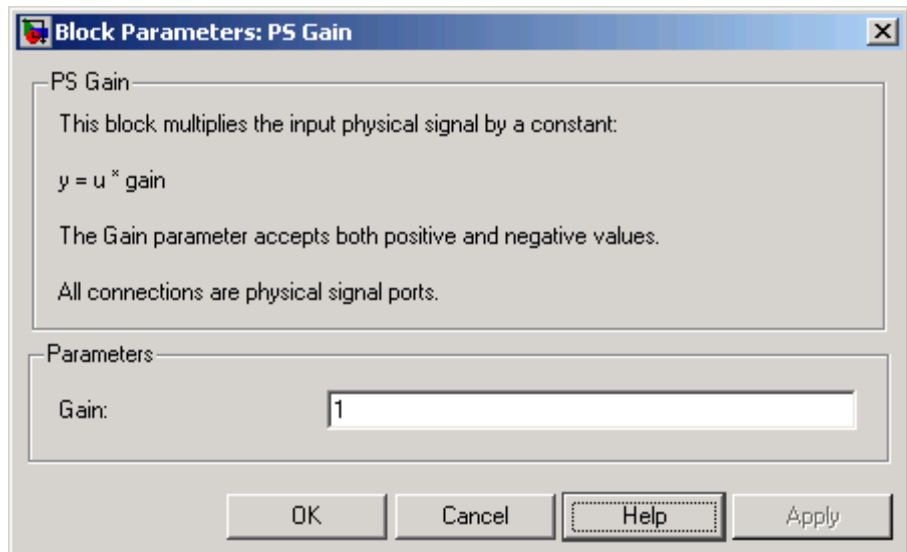 Block Parameters: PS Gain
PS Gain
This block multiplies the input physical signal by a constant:
y = u * gain
The Gain parameter accepts both positive and negative values.
All connections are physical signal ports.
Parameters
Gain:
1
OK
Cancel
Help
Apply